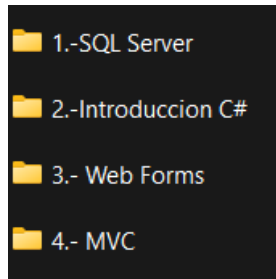 1.-SQL Server
2.-Introduccion C#
3.- Web Forms
4.- MVC